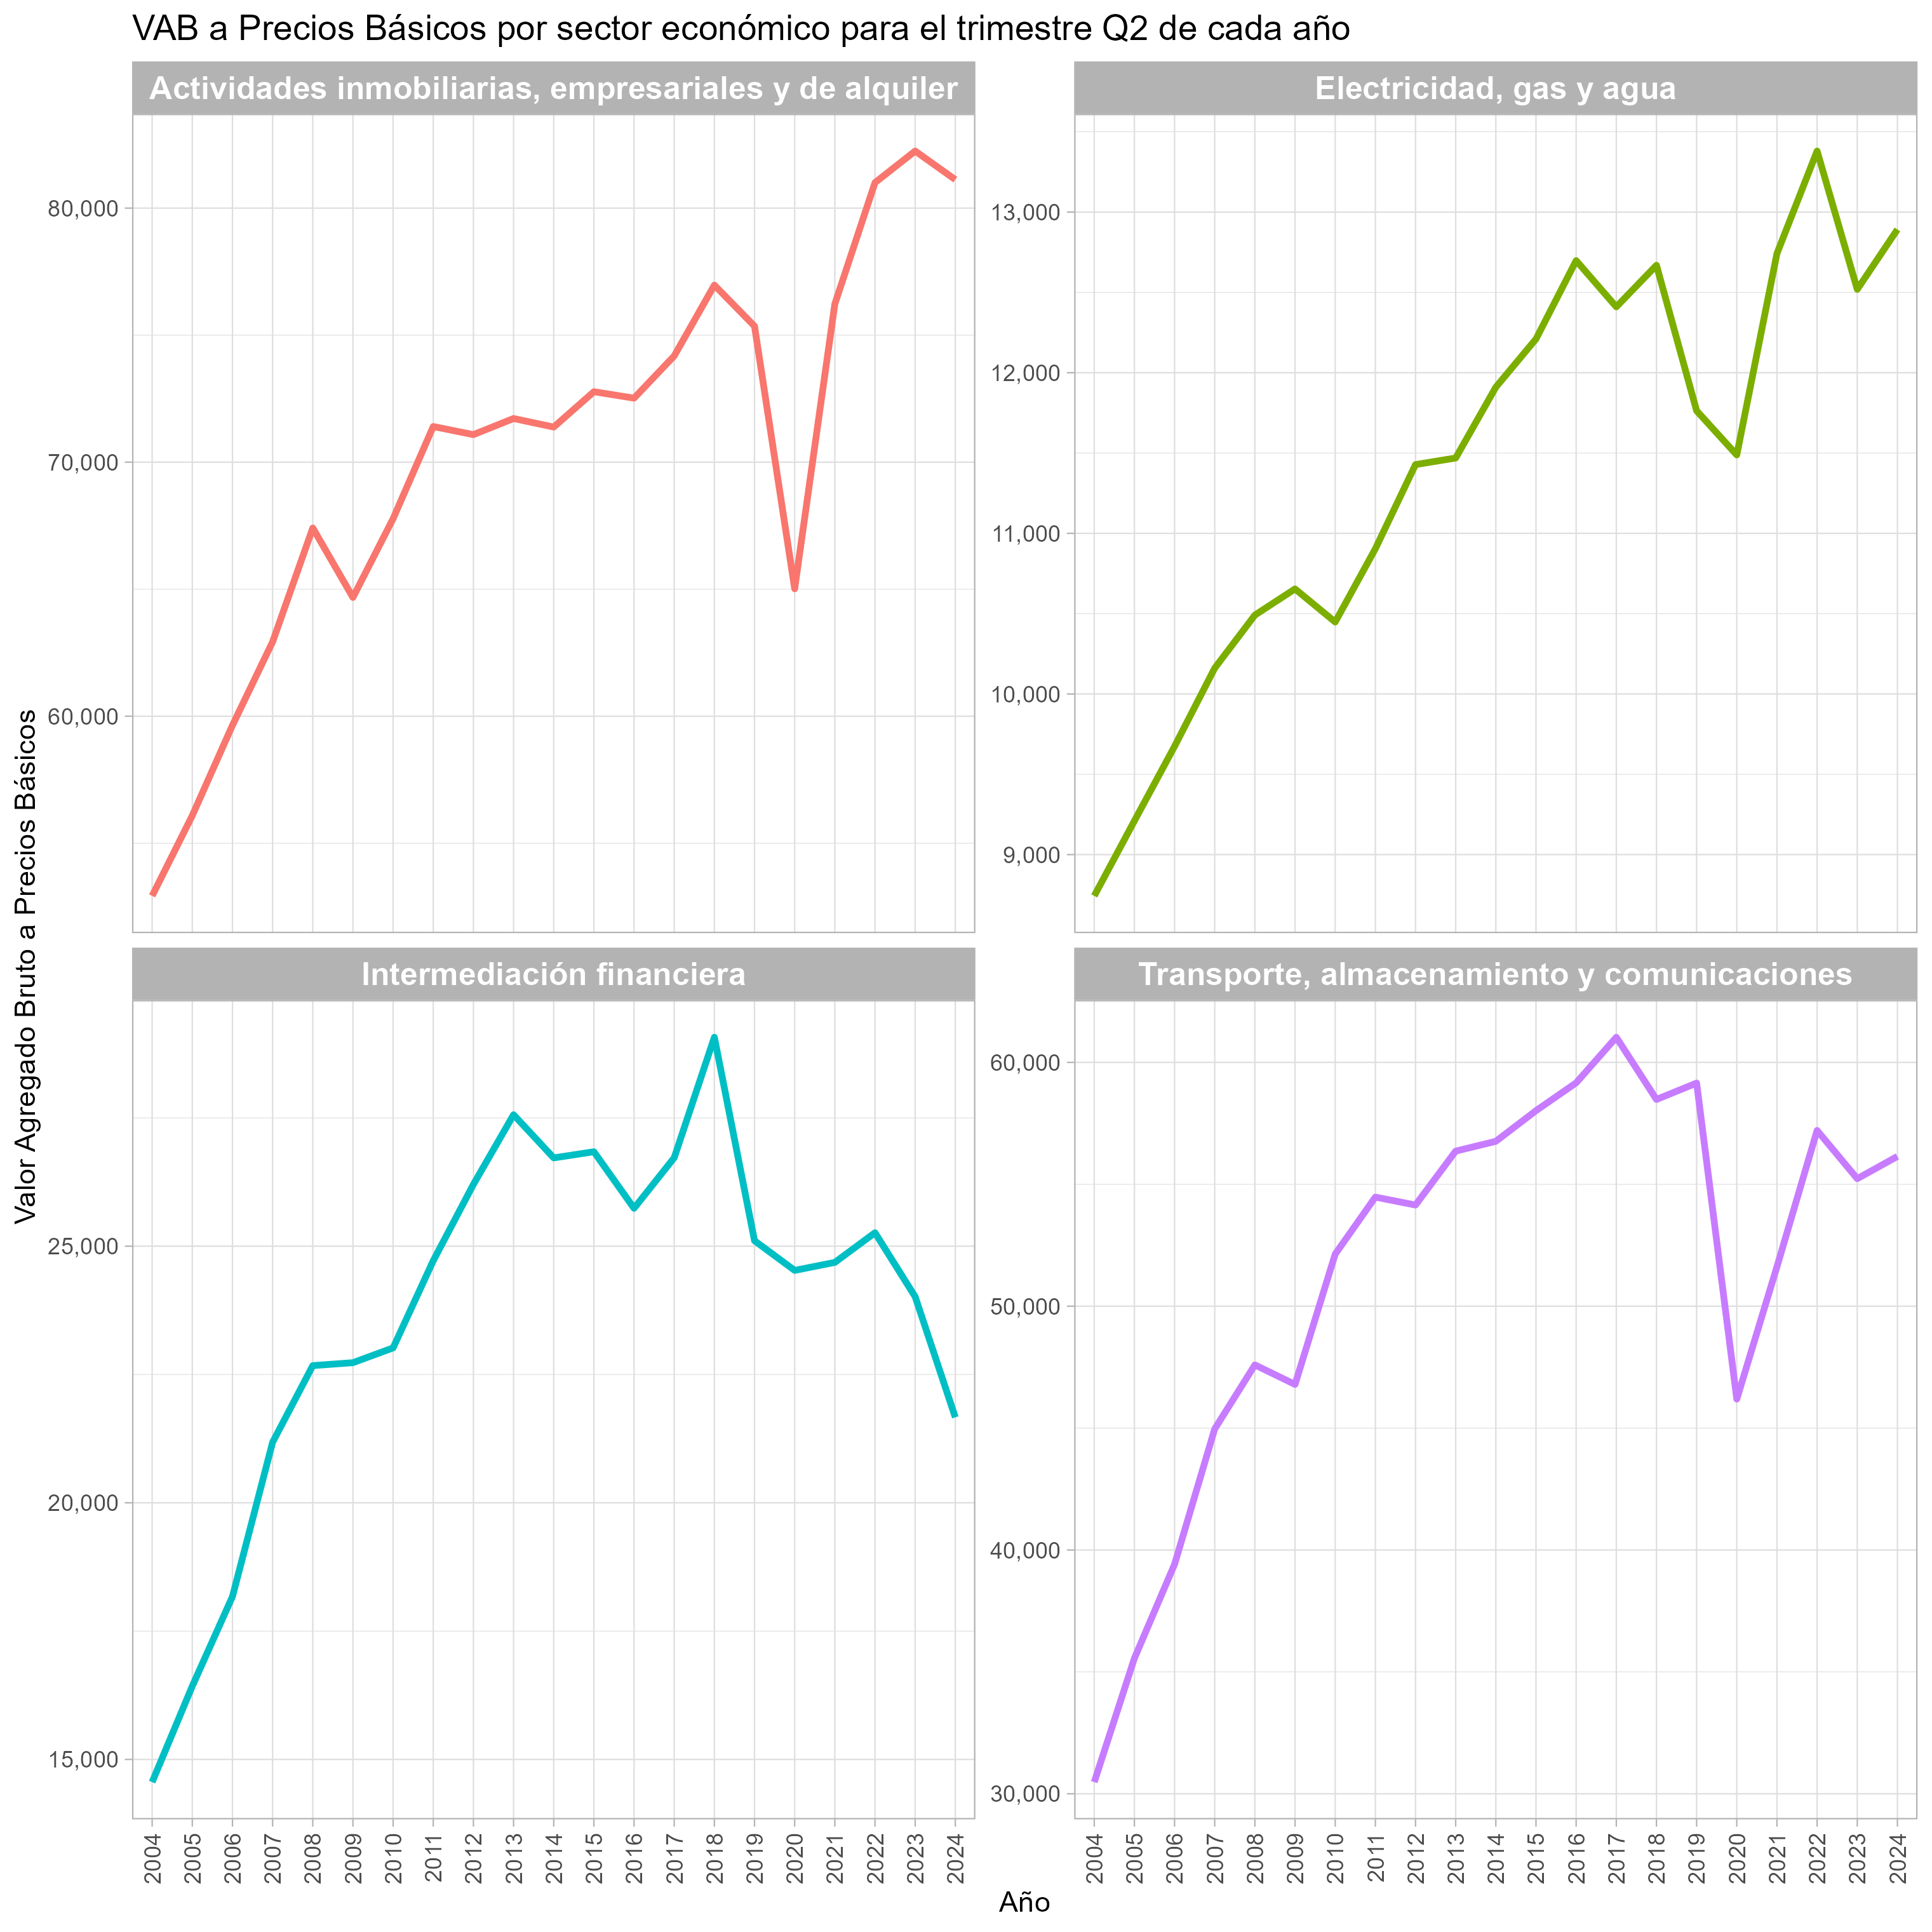 VAB a Precios Básicos por sector económico para el trimestre Q2 de cada año
Valor Agregado Bruto a Precios Básicos
Actividades inmobiliarias, empresariales y de alquiler
80,000
70,000
60,000
Electricidad, gas y agua
13,000
12,000
11,000
10,000
9,000
Intermediación financiera
25,000
20,000
15,000
2004 2005 2006 2007 2008 2009 2010 2011 2012 2013 2014 2015 2016 2017 2018 2019 2020 2021 2022 2023 2024
Transporte, almacenamiento y comunicaciones
60,000
50,000
40,000
30,000
2004 2005 2006 2007 2008 2009 2010 2011 2012 2013 2014 2015 2016 2017 2018 2019 2020 2021 2022 2023 2024
Año